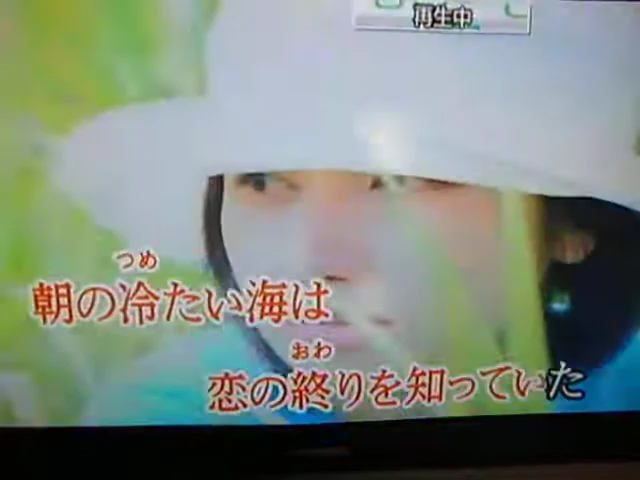 再生中
つめ
朝の冷たい海は
おわ
恋の終りを知っていた